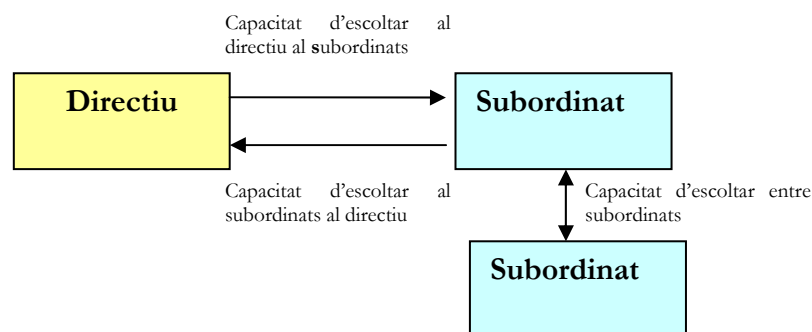 Capacitat d'escoltar al
directiu al subordinats
Directiu
Subordinat
Capacitat d'escoltar al
subordinats al directiu
Capacitat d'escoltar entre
subordinats
Subordinat